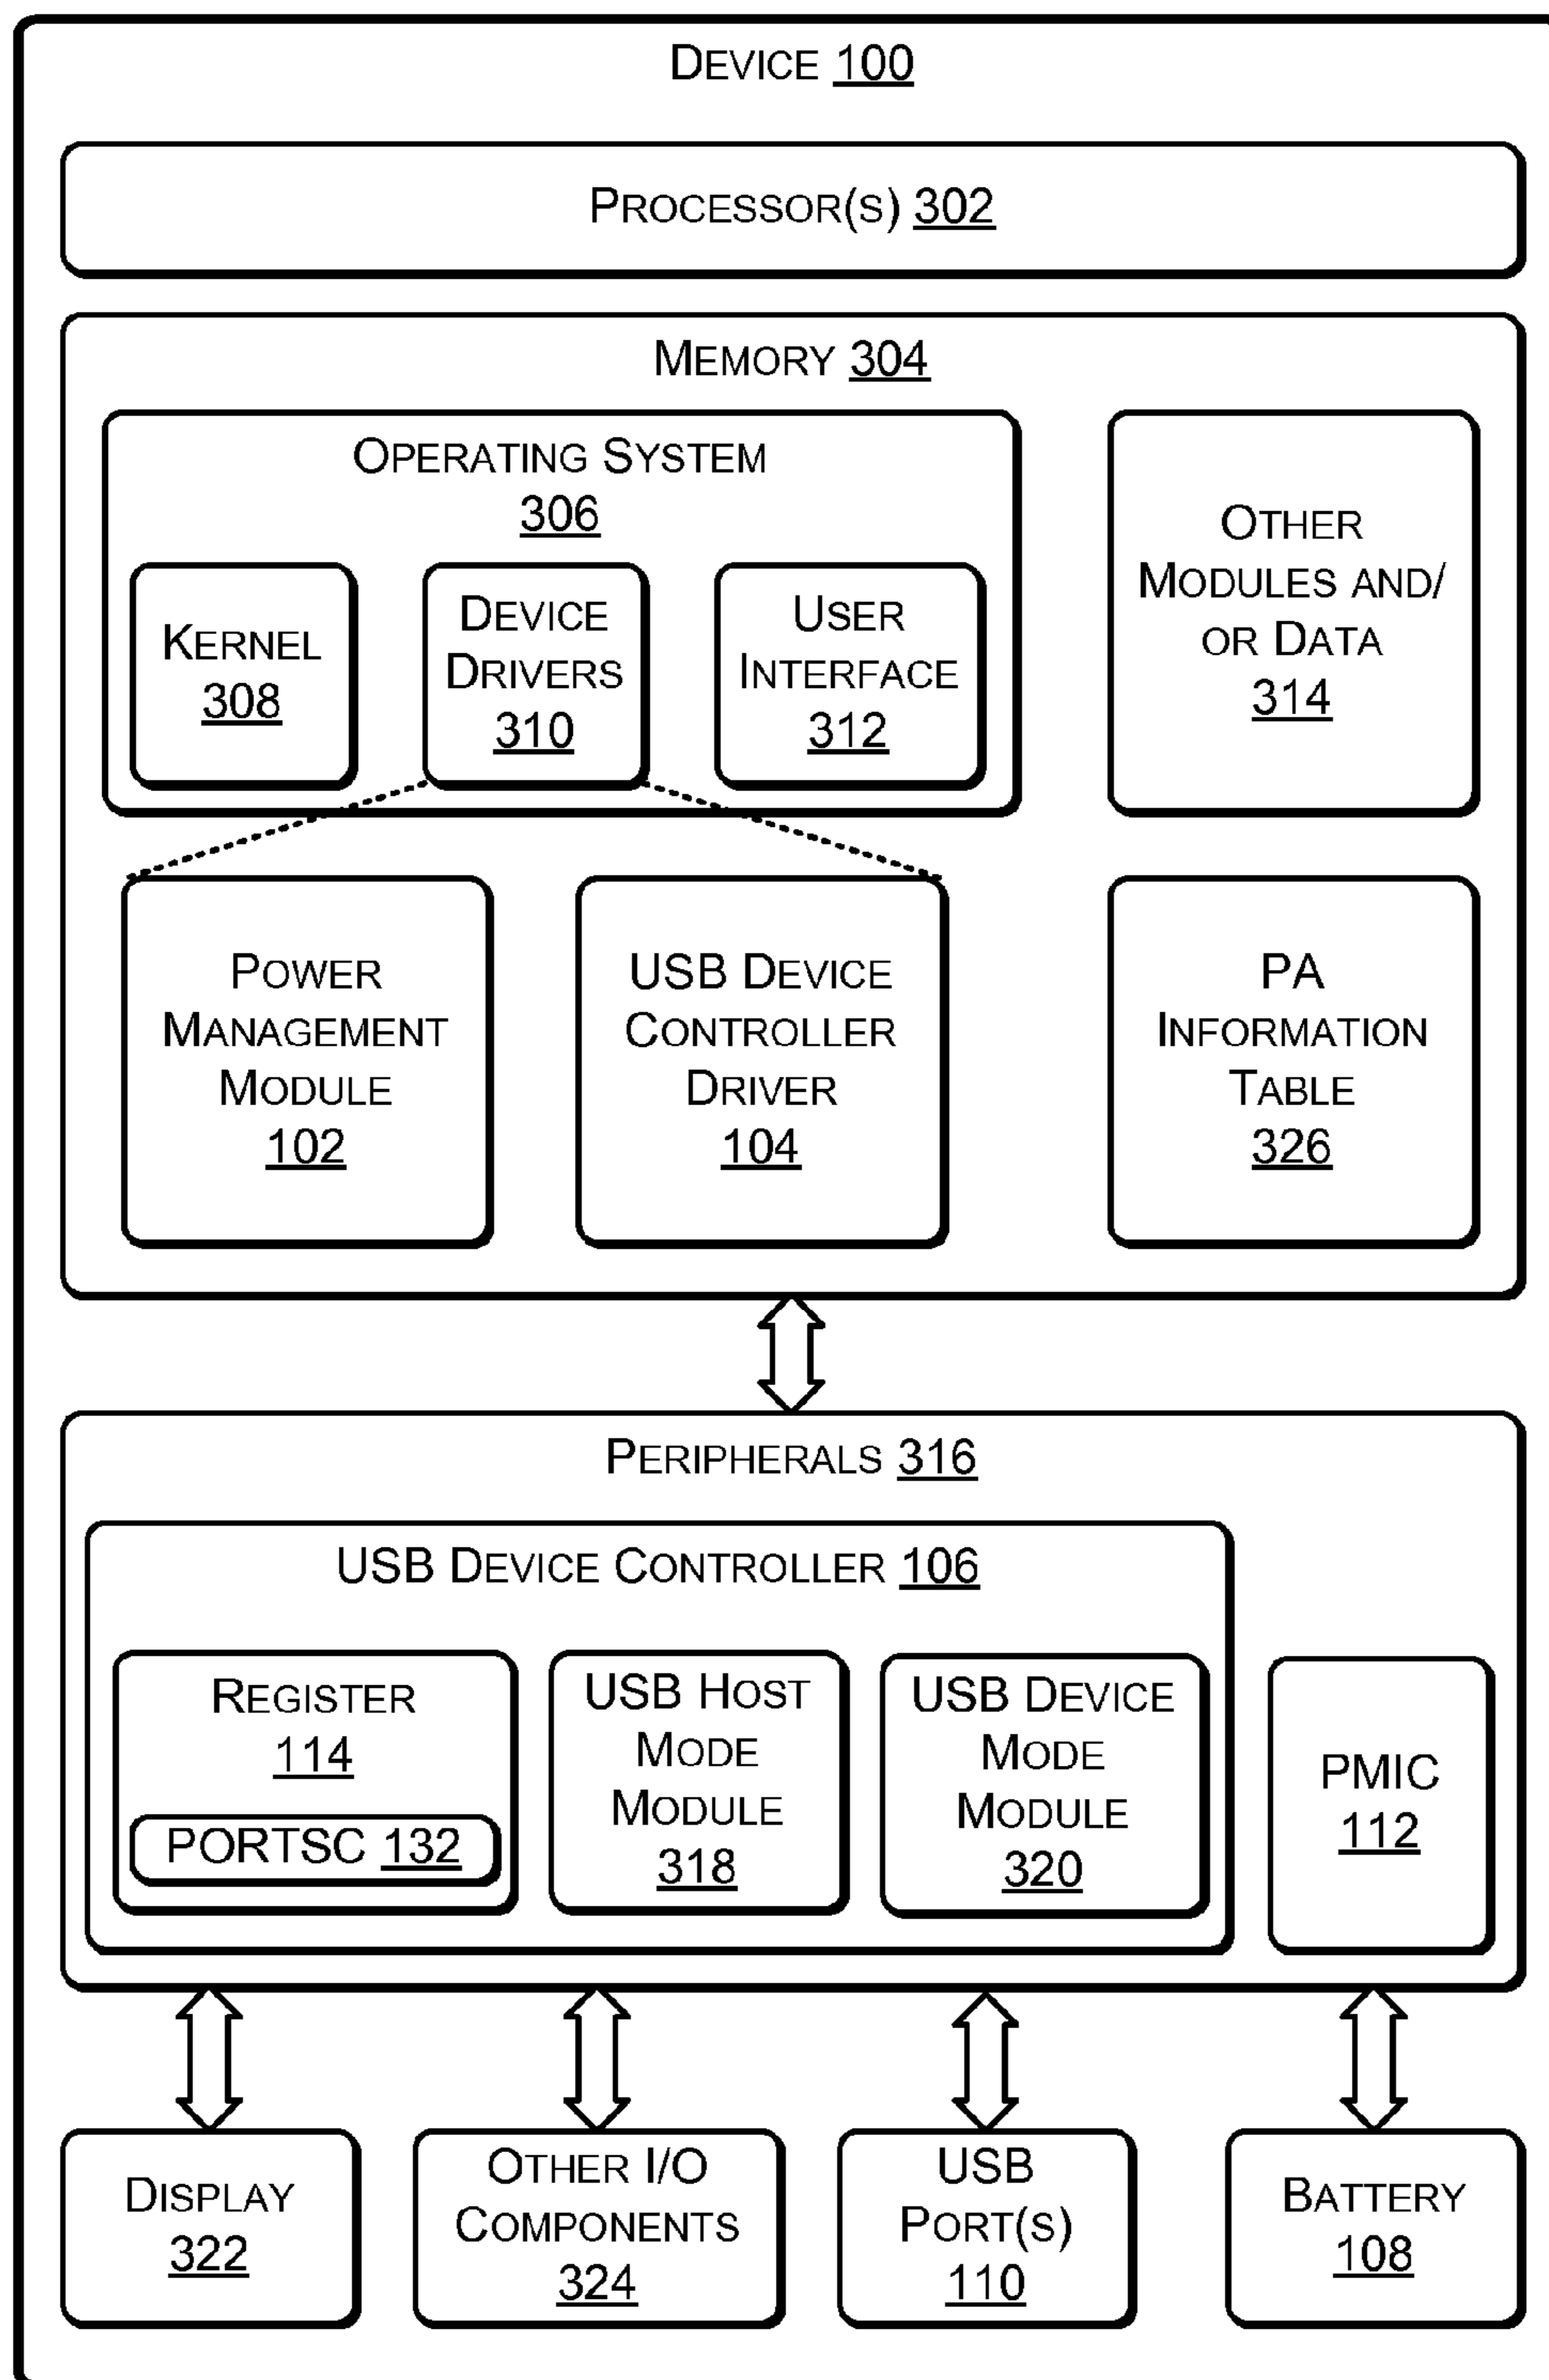 DEVICE 100
PROCESSOR(S) 302
MEMORY 304
OPERATING SYSTEM
306
KERNEL
308
DEVICE
DRIVERS
310
USER
INTERFACE
312
OTHER
MODULES AND/
OR DATA
314
POWER
MANAGEMENT
MODULE
102
USB DEVICE
CONTROLLER
DRIVER
104
PA
INFORMATION
TABLE
326
PERIPHERALS 316
USB DEVICE CONTROLLER 106
REGISTER
114
PORTSC 132
USB HOST
MODE
MODULE
318
USB DEVICE
MODE
MODULE
320
PMIC
112
DISPLAY
322
OTHER I/O
COMPONENTS
324
USB
PORT(S)
110
BATTERY
108